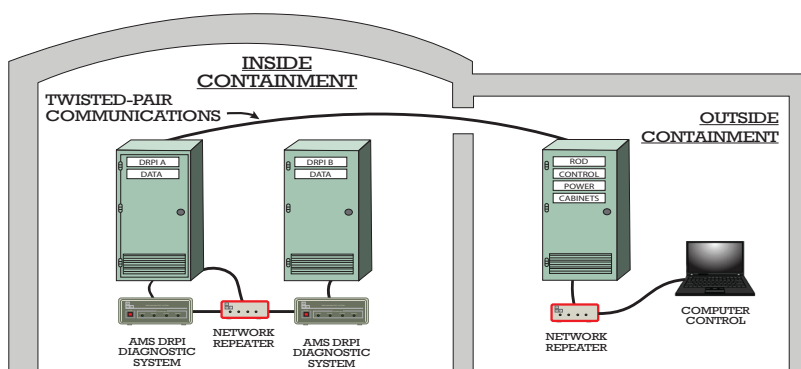 INSIDE
CONTAINMENT
TWISTED-PAIR
COMMUNICATIONS
OUTSIDE
CONTAINMENT
DRPI A
DATA
DRPI B
DATA
ROD
CONTROL
POWER
CABINETS
AMS DRPI
DIAGNOSTIC
SYSTEM
NETWORK
REPEATER
AMS DRPI
DIAGNOSTIC
SYSTEM
NETWORK
REPEATER
COMPUTER
CONTROL